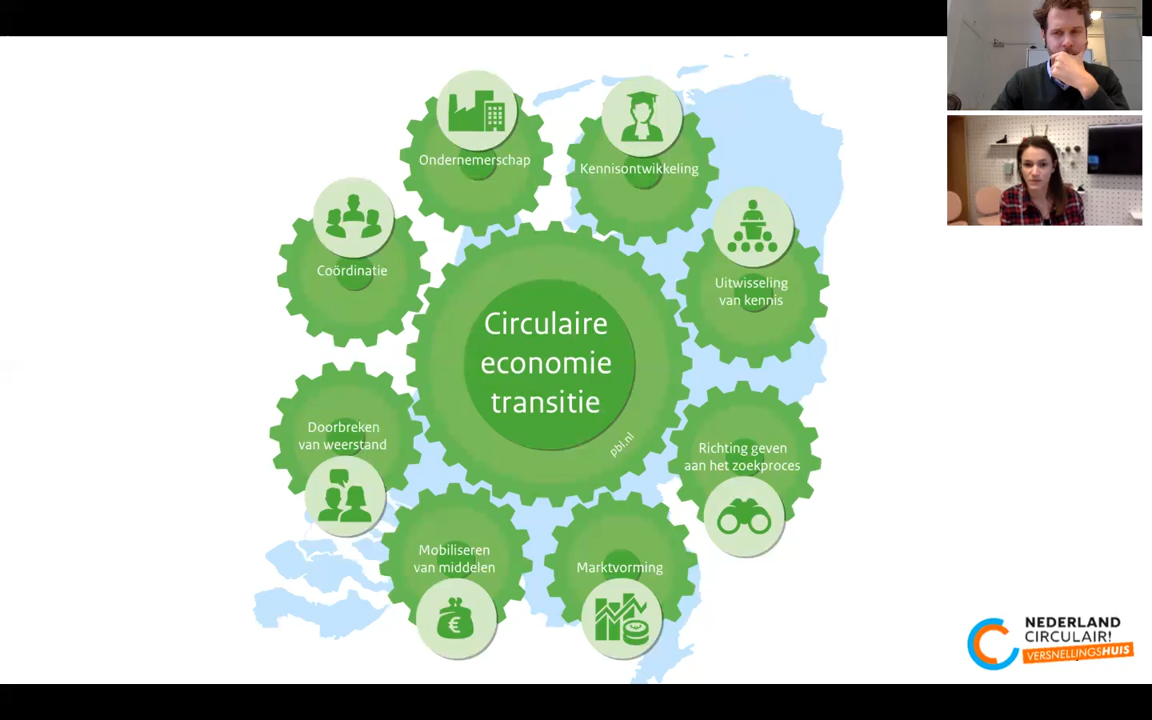 Ondernemerschap
Kennisontwikkeling
Coördinatie
Uitwisseling
van kennis
Circulaire
economie
transitie
pbl.nl
Doorbreken
van weerstand
Richting geven
aan het zoekproces
Mobiliseren
van middelen
Marktvorming
€
NEDERLAND
CIRCULAIR!
VERSNELLINGSHUIS